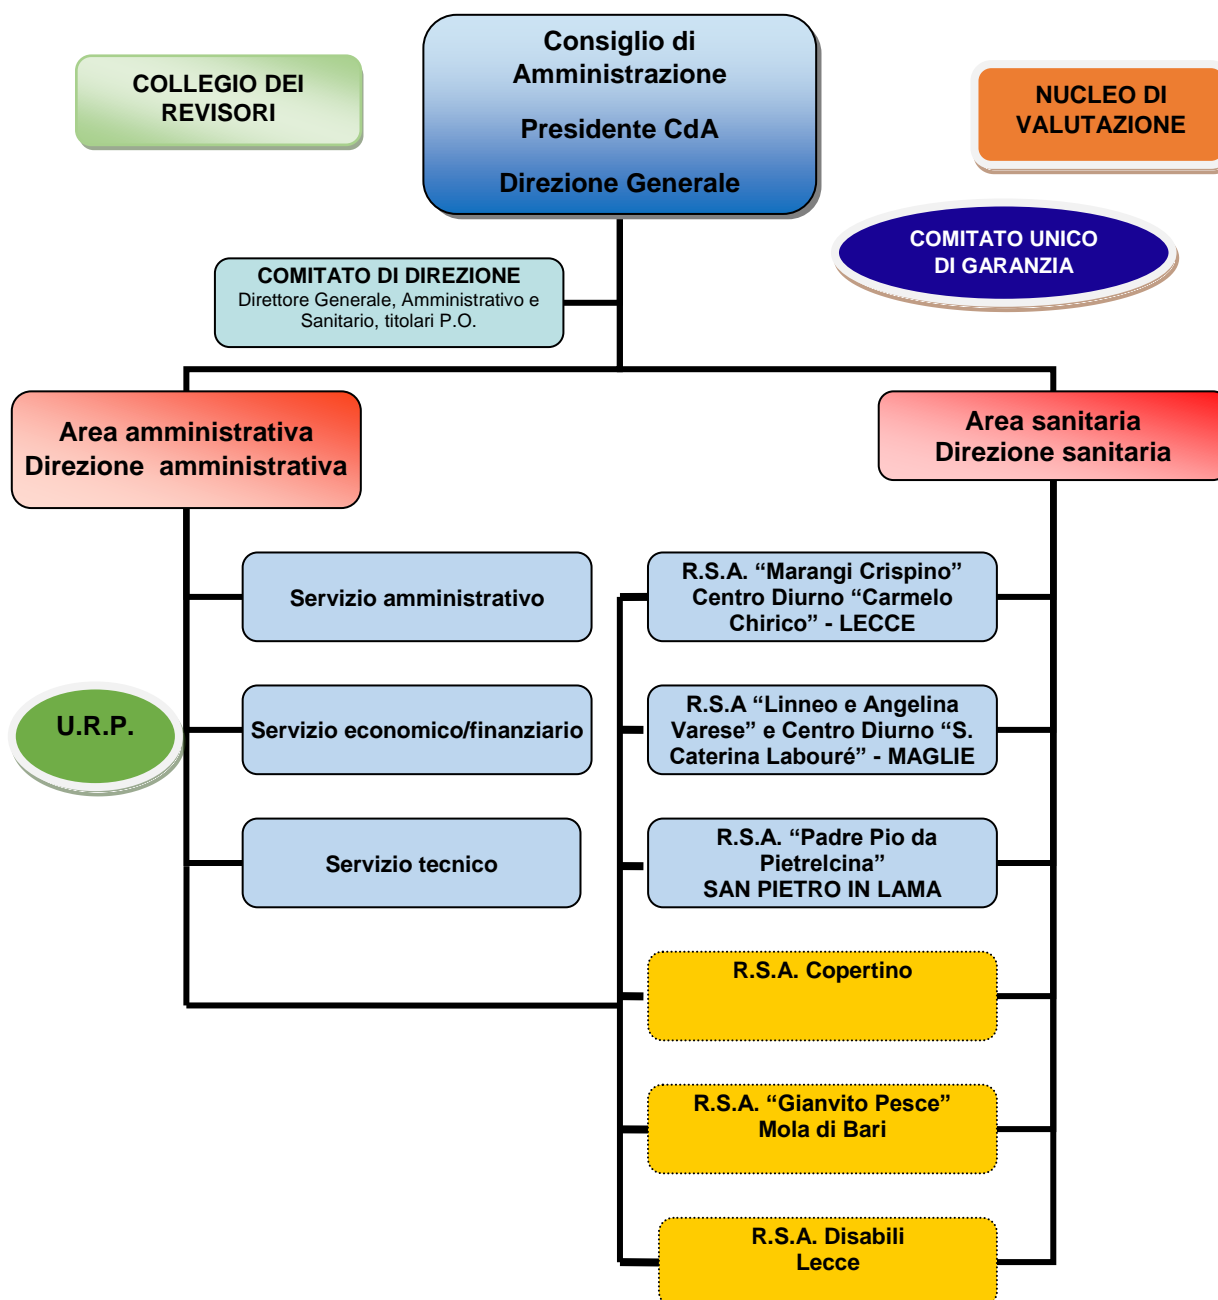 Consiglio di
Amministrazione
Presidente CdA
Direzione Generale
COLLEGIO DEI
REVISORI
NUCLEO DI
VALUTAZIONE
COMITATO UNICO
DI GARANZIA
COMITATO DI DIREZIONE
Direttore Generale, Amministrativo e
Sanitario, titolari P.O.
Area amministrativa
Direzione amministrativa
Area sanitaria
Direzione sanitaria
Servizio amministrativo
R.S.A. “Marangi Crispino”
Centro Diurno “Carmelo
Chirico” - LECCE
U.R.P.
Servizio economico/finanziario
R.S.A “Linneo e Angelina
Varese” e Centro Diurno “S.
Caterina Labouré” - MAGLIE
Servizio tecnico
R.S.A. “Padre Pio da
Pietrelcina”
SAN PIETRO IN LAMA
R.S.A. Copertino
R.S.A. “Gianvito Pesce”
Mola di Bari
R.S.A. Disabili
Lecce